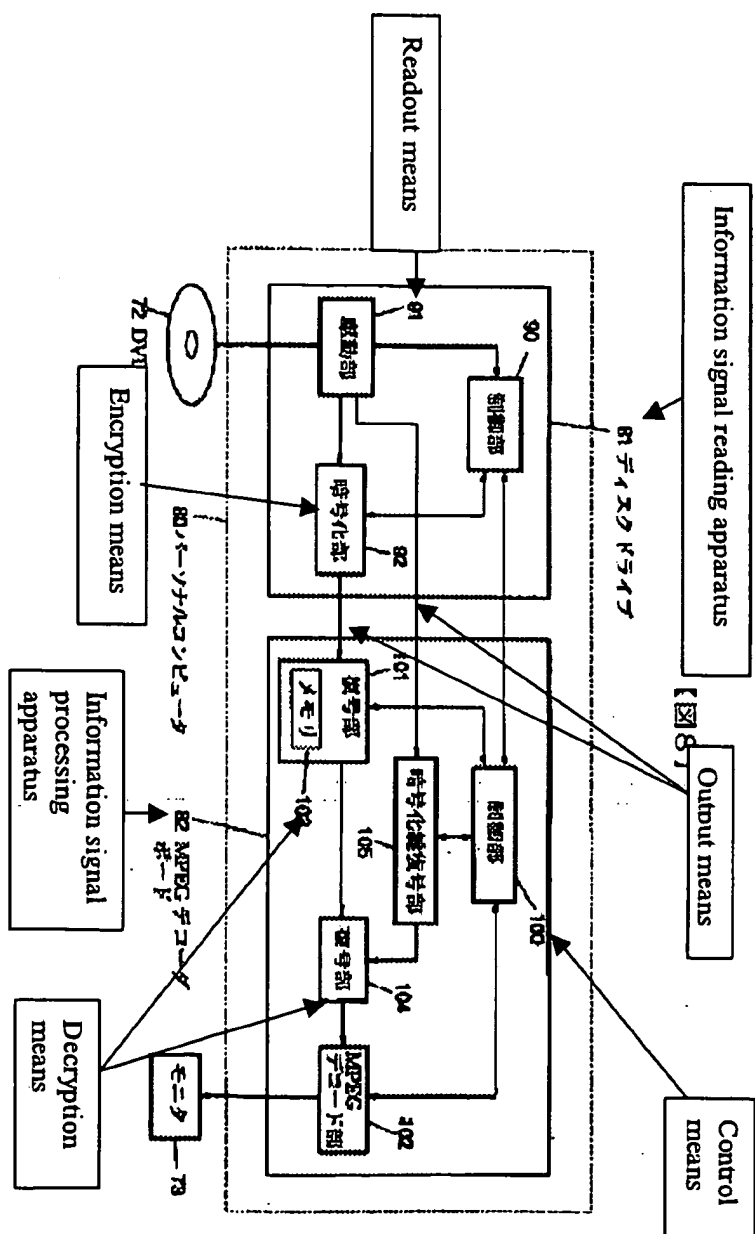 Information signal reading apparatus
Output means
Control means
【図8】
81 ディスクドライブ
Readout means
90
制御部
100
制御部
91
駆動部
105
暗号化鍵復号部
92
暗号化部
101
復号部
メモリ
103
104
復号部
102
MPEG
デコード部
72 DVD
Encryption means
80 パーソナルコンピュータ
82 MPEG デコーダ
ボード
モニタ
73
Information signal
processing
apparatus
Decryption
means